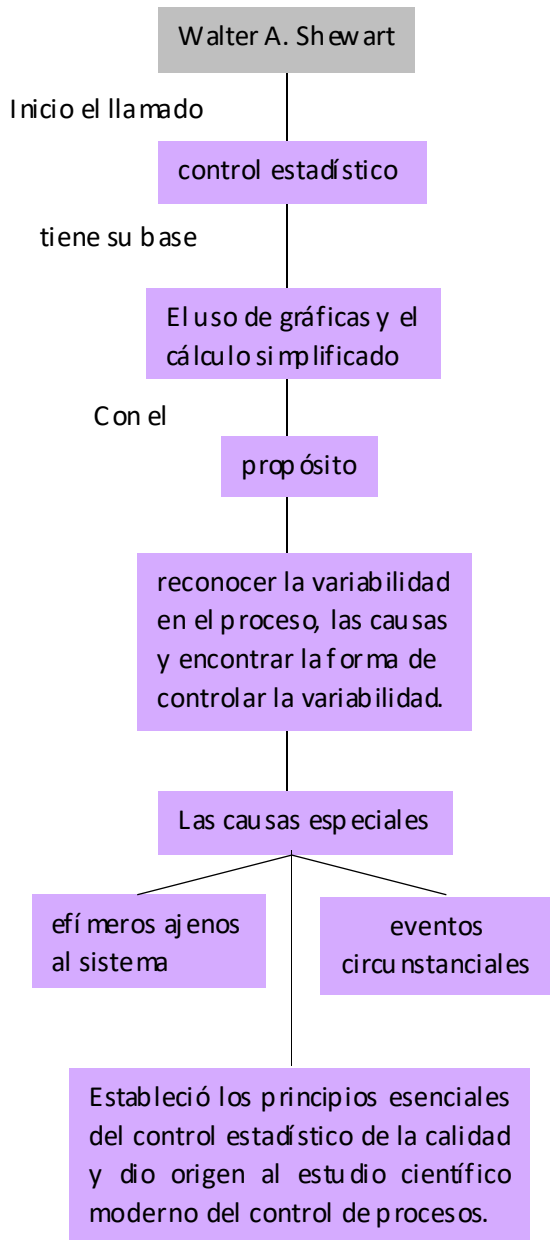 Walter A. Shewart
Inicio el llamado
control estadístico
tiene su base
El uso de gráficas y el
cálculo simplificado
Con el
propósito
reconocer la variabilidad
en el proceso, las causas
y encontrar la forma de
controlar la variabilidad.
Las causas especiales
efímeros ajenos
al sistema
eventos
circunstanciales
Estableció los principios esenciales
del control estadístico de la calidad
y dio origen al estudio científico
moderno del control de procesos.